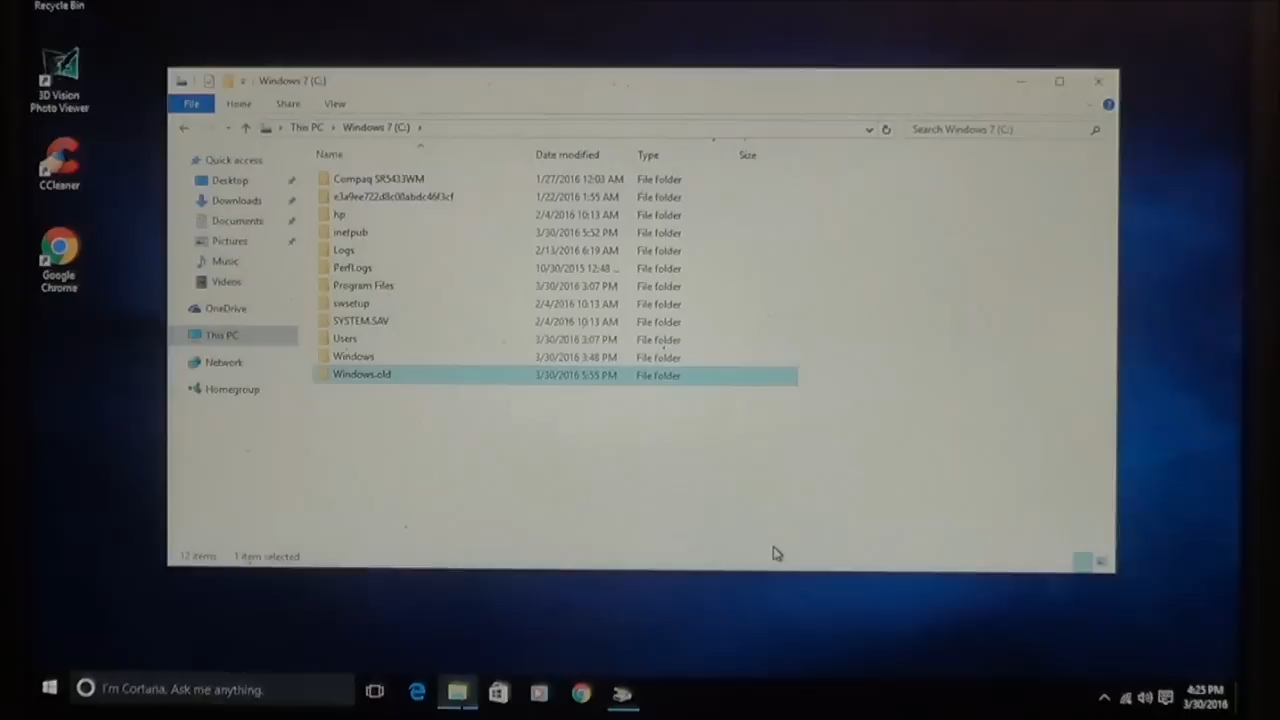 Recycle Bin
3D Vision
Photo Viewer
CCleaner
Google
Chrome
Windows 7 (C:)
File Home Share View
This PC Windows 7 (C:)
Search Windows 7 (C:)
Name Date modified Type Size
Quick access
Desktop
Downloads
Documents
Pictures
Music
Videos
OneDrive
This PC
Network
Homegroup
Compaq SR5433WM 1/27/2016 12:03 AM File folder
1/22/2016 1:55 AM File folder
hp 2/4/2016 10:13 AM File folder
inetpub 3/30/2016 5:52 PM File folder
Logs 2/13/2016 6:19 AM File folder
PerfLogs 10/30/2015 12:48 ... File folder
Program Files 3/30/2016 3:07 PM File folder
swsetup 2/4/2016 10:13 AM File folder
SYSTEM.SAV 2/4/2016 10:13 AM File folder
Users 3/30/2016 3:07 PM File folder
Windows 3/30/2016 3:48 PM File folder
Windows.old 3/30/2016 5:55 PM File folder
12 items 1 item selected
I'm Cortana. Ask me anything.
4:25 PM
3/30/2016